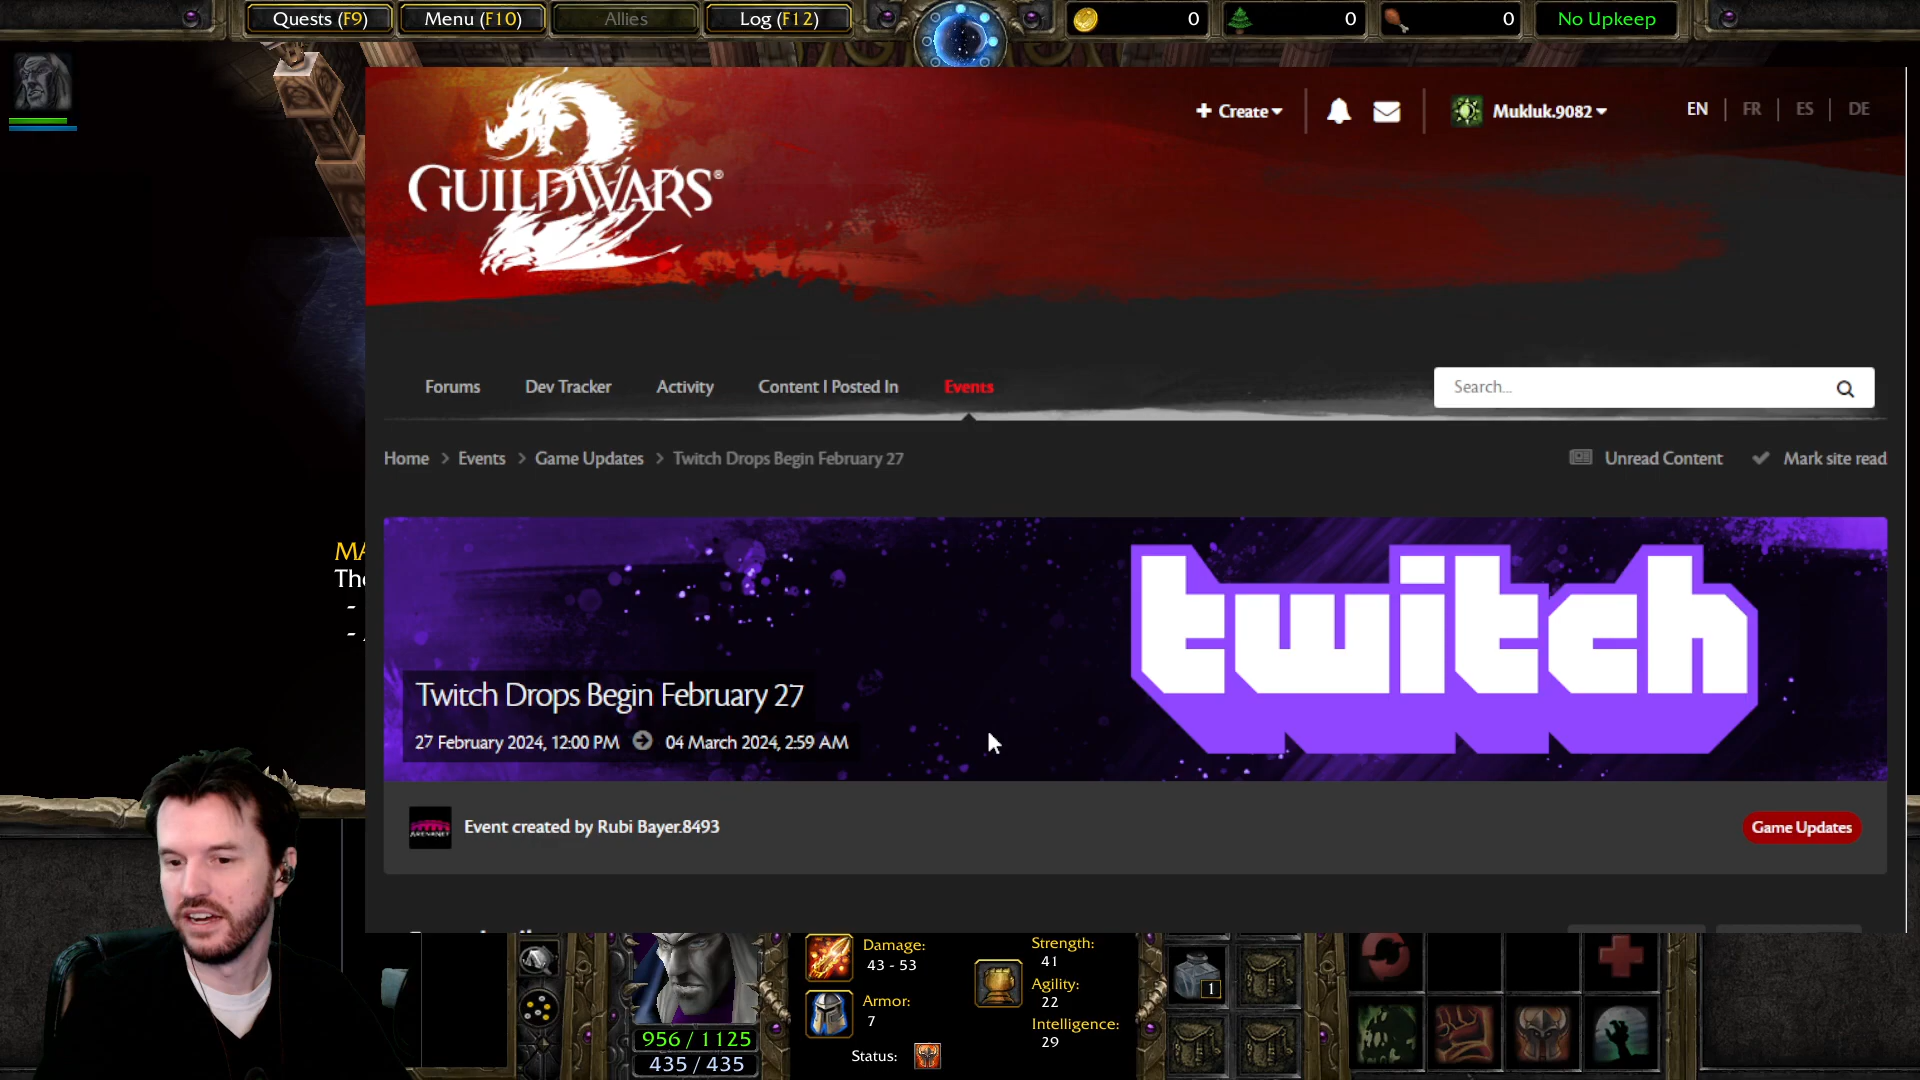 Quests (F9) Menu (F10) Allies Log (F12) 0 0 0 No Upkeep
GUILDWARS® 2
Create Mukluk.9082 EN FR ES DE
Forums Dev Tracker Activity Content I Posted In Events
Search...
Home Events Game Updates Twitch Drops Begin February 27
Unread Content Mark site read
MA
The
-
-
twitch
Twitch Drops Begin February 27
27 February 2024, 12:00 PM 04 March 2024, 2:59 AM
Event created by Rubi Bayer.8493
Game Updates
956 / 1125
435 / 435
Damage:
43 - 53
Armor:
7
Status:
Strength:
41
Agility:
22
Intelligence:
29
1